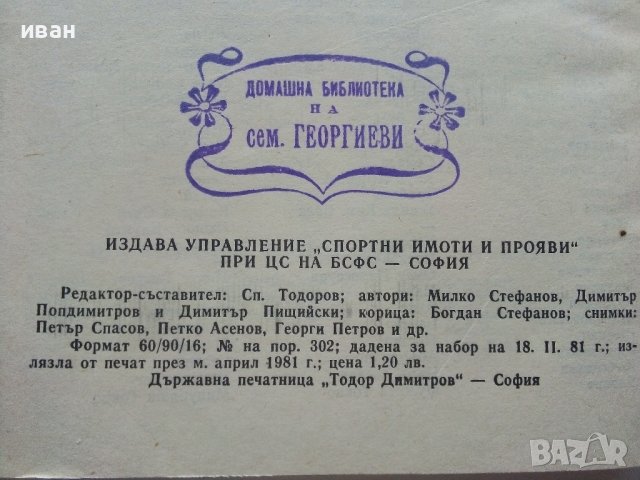 иван
ДОМАШНА БИБЛИОТЕКА
НА
сем. ГЕОРГИЕВИ
ИЗДАВА УПРАВЛЕНИЕ „СПОРТНИ ИМОТИ И ПРОЯВИ“
ПРИ ЦС НА БСФС — СОФИЯ
Редактор-съставител: Сп. Тодоров; автори: Милко Стефанов, Димитър
Попдимитров и Димитър Пищийски; корица: Богдан Стефанов; снимки:
Петър Спасов, Петко Асенов, Георги Петров и др.
Формат 60/90/16; № на пор. 302; дадена за набор на 18. II. 81 г.; из-
лязла от печат през м. април 1981 г.; цена 1,20 лв.
Държавна печатница „Тодор Димитров“ — София
BAZAR